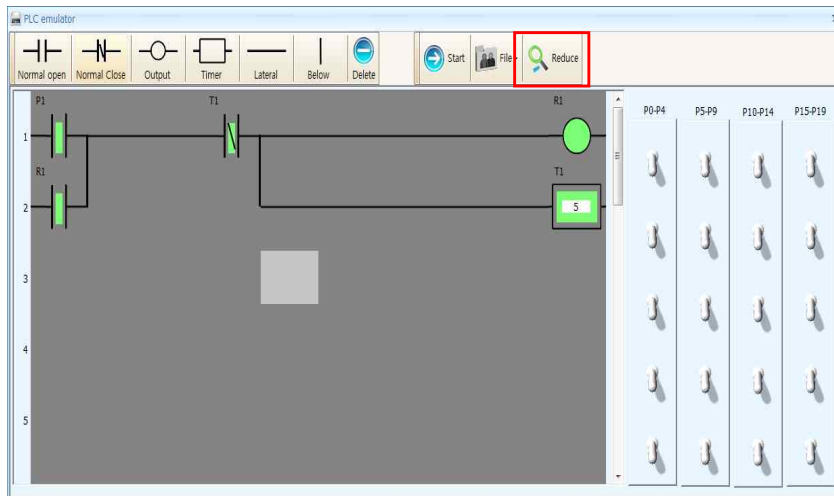 PLC emulator
Normal open Normal Close Output Timer Lateral Below Delete Start File Reduce
P1 T1 R1
1
R1 T1
2 5
3
4
5
P0-P4 P5-P9 P10-P14 P15-P19